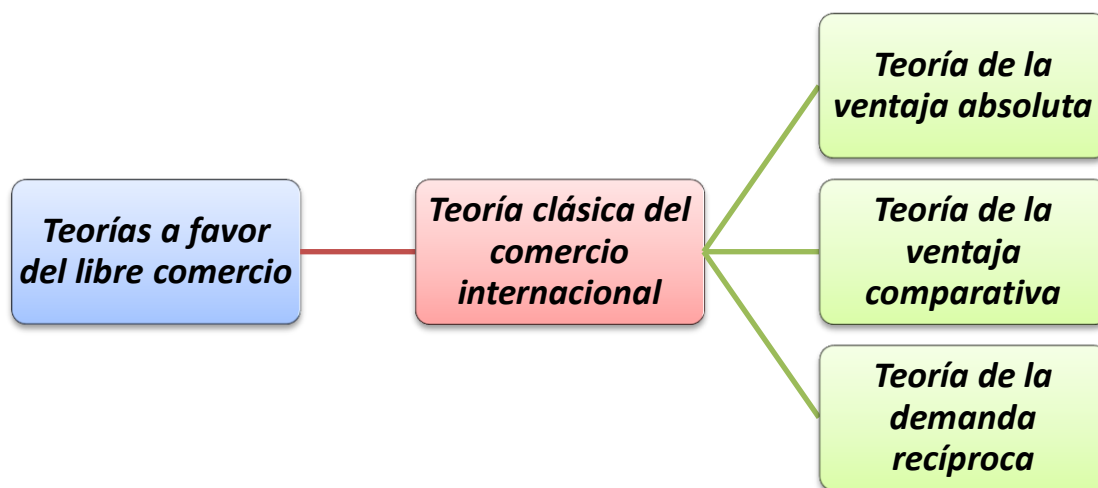 Teorías a favor
del libre comercio
Teoría clásica del
comercio
internacional
Teoría de la
ventaja absoluta
Teoría de la
ventaja
comparativa
Teoría de la
demanda
recíproca